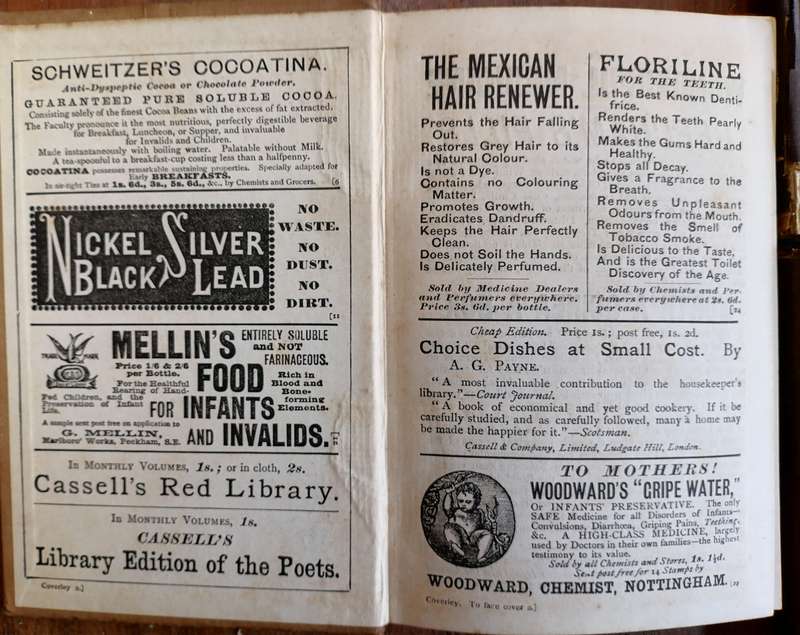 SCHWEITZER'S COCOATINA.
Anti-Dyspeptic Cocoa or Chocolate Powder.
GUARANTEED PURE SOLUBLE COCOA.
Consisting solely of the finest Cocoa Beans with the excess of fat extracted.
The Faculty pronounce it the most nutritious, perfectly digestible beverage
for Breakfast, Luncheon, or Supper, and invaluable
for Invalids and Children.
Made instantaneously with boiling water. Palatable without Milk.
A tea-spoonful to a breakfast-cup costing less than a halfpenny.
COCOATINA possesses remarkable sustaining properties. Specially adapted for
Early BREAKFASTS.
In air-tight Tins at 1s. 6d., 3s., 5s. 6d., &c., by Chemists and Grocers. [6
NICKEL SILVER
BLACK LEAD
NO
WASTE.
NO
DUST.
NO
DIRT.
[11
TRADE MARK
MELLIN'S
Price 1/6 & 2/6
per Bottle.
For the Healthful
Rearing of Hand-
Fed Children, and the
Preservation of Infant
Life.
A sample sent post free on application to
G. MELLIN,
Marlboro' Works, Peckham, S.E.
FOOD
FOR INFANTS
AND INVALIDS.
ENTIRELY SOLUBLE
and NOT
FARINACEOUS.
Rich in
Blood and
Bone-
forming
Elements.
IN MONTHLY VOLUMES, 1s.; or in cloth, 2s.
Cassell's Red Library.
IN MONTHLY VOLUMES, 1s.
CASSELL'S
Library Edition of the Poets.
Coverley a.]
THE MEXICAN
HAIR RENEWER.
Prevents the Hair Falling
Out.
Restores Grey Hair to its
Natural Colour.
Is not a Dye.
Contains no Colouring
Matter.
Promotes Growth.
Eradicates Dandruff.
Keeps the Hair Perfectly
Clean.
Does not Soil the Hands.
Is Delicately Perfumed.
Sold by Medicine Dealers
and Perfumers everywhere.
Price 3s. 6d. per bottle.
FLORILINE
FOR THE TEETH.
Is the Best Known Denti-
frice.
Renders the Teeth Pearly
White.
Makes the Gums Hard and
Healthy.
Stops all Decay.
Gives a Fragrance to the
Breath.
Removes Unpleasant
Odours from the Mouth.
Removes the Smell of
Tobacco Smoke.
Is Delicious to the Taste,
And is the Greatest Toilet
Discovery of the Age.
Sold by Chemists and Per-
fumers everywhere at 2s. 6d.
per case. [24
Cheap Edition. Price 1s.; post free, 1s. 2d.
Choice Dishes at Small Cost. By
A. G. PAYNE.
"A most invaluable contribution to the housekeeper's
library."—Court Journal.
"A book of economical and yet good cookery. If it be
carefully studied, and as carefully followed, many a home may
be made the happier for it."—Scotsman.
Cassell & Company, Limited, Ludgate Hill, London.
TO MOTHERS!
WOODWARD'S "GRIPE WATER,"
Or INFANTS' PRESERVATIVE. The only
SAFE Medicine for all Disorders of Infants—
Convulsions, Diarrhœa, Griping Pains, Teething,
&c. A HIGH-CLASS MEDICINE, largely
used by Doctors in their own families—the highest
testimony to its value.
Sold by all Chemists and Stores, 1s. 1½d.
Sent post free for 14 Stamps by
WOODWARD, CHEMIST, NOTTINGHAM.
Coverley. To face cover a.]